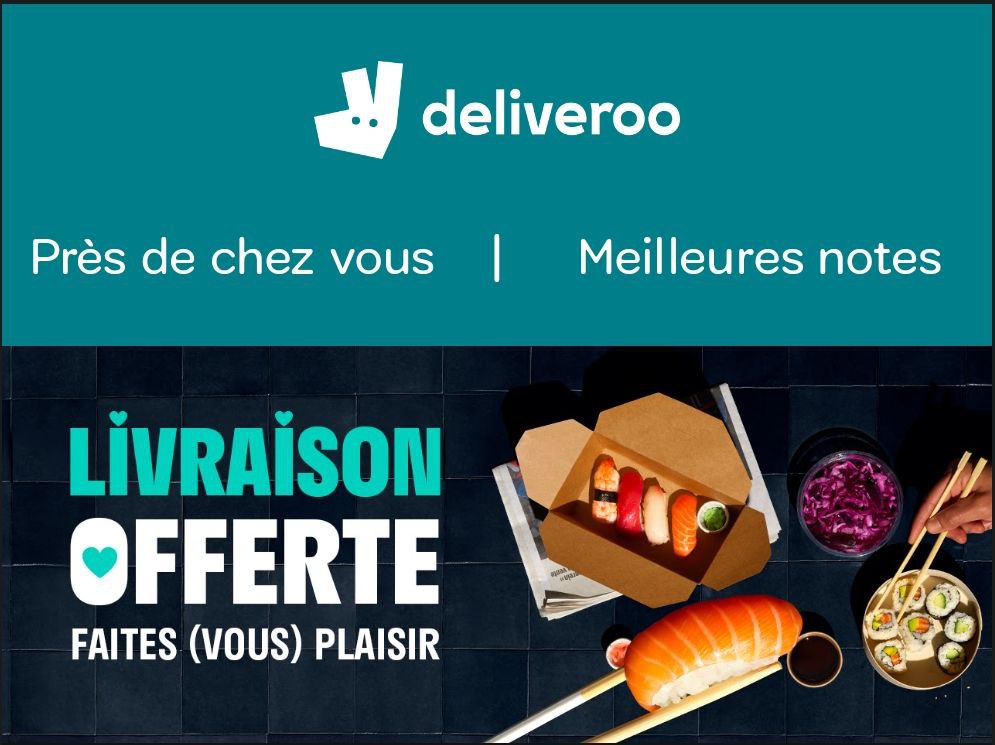 deliveroo
Près de chez vous | Meilleures notes
LIVRAISON
OFFERTE
FAITES (VOUS) PLAISIR